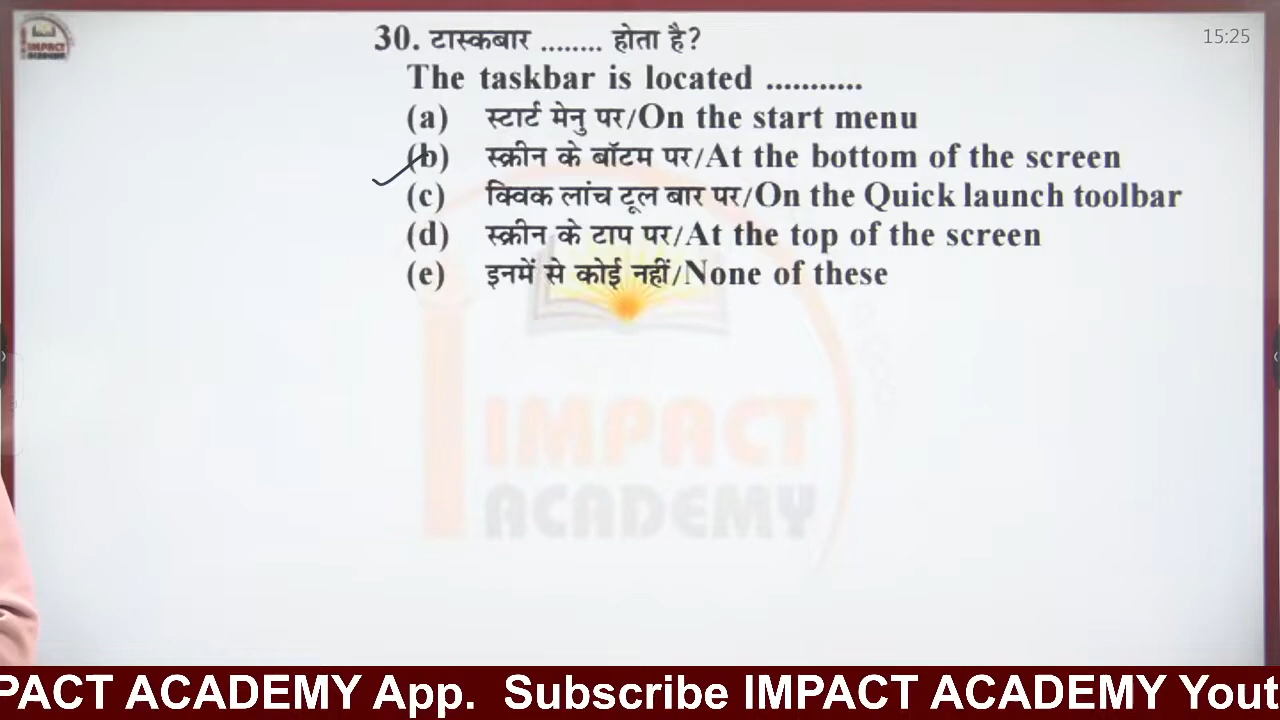 IMPACT
ACADEMY
15:25
30. टास्कबार ........ होता है?
The taskbar is located ...........
(a) स्टार्ट मेनु पर/On the start menu
(b) स्क्रीन के बॉटम पर/At the bottom of the screen
(c) क्विक लांच टूल बार पर/On the Quick launch toolbar
(d) स्क्रीन के टाप पर/At the top of the screen
(e) इनमें से कोई नहीं/None of these
IMPACT
ACADEMY
PACT ACADEMY App. Subscribe IMPACT ACADEMY Yout